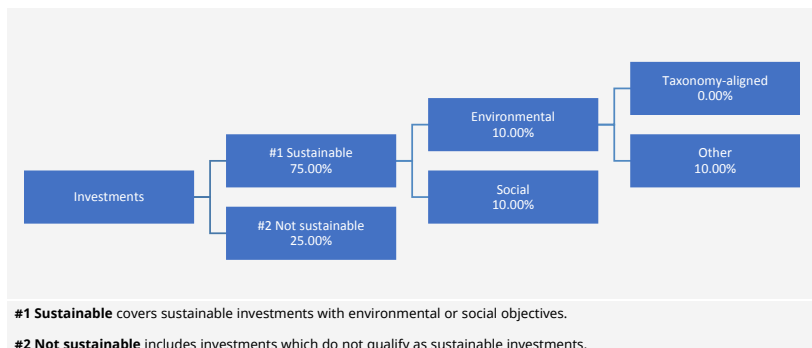 Investments
#1 Sustainable
75.00%
#2 Not sustainable
25.00%
Environmental
10.00%
Social
10.00%
Taxonomy-aligned
0.00%
Other
10.00%
#1 Sustainable covers sustainable investments with environmental or social objectives.
#2 Not sustainable includes investments which do not qualify as sustainable investments.